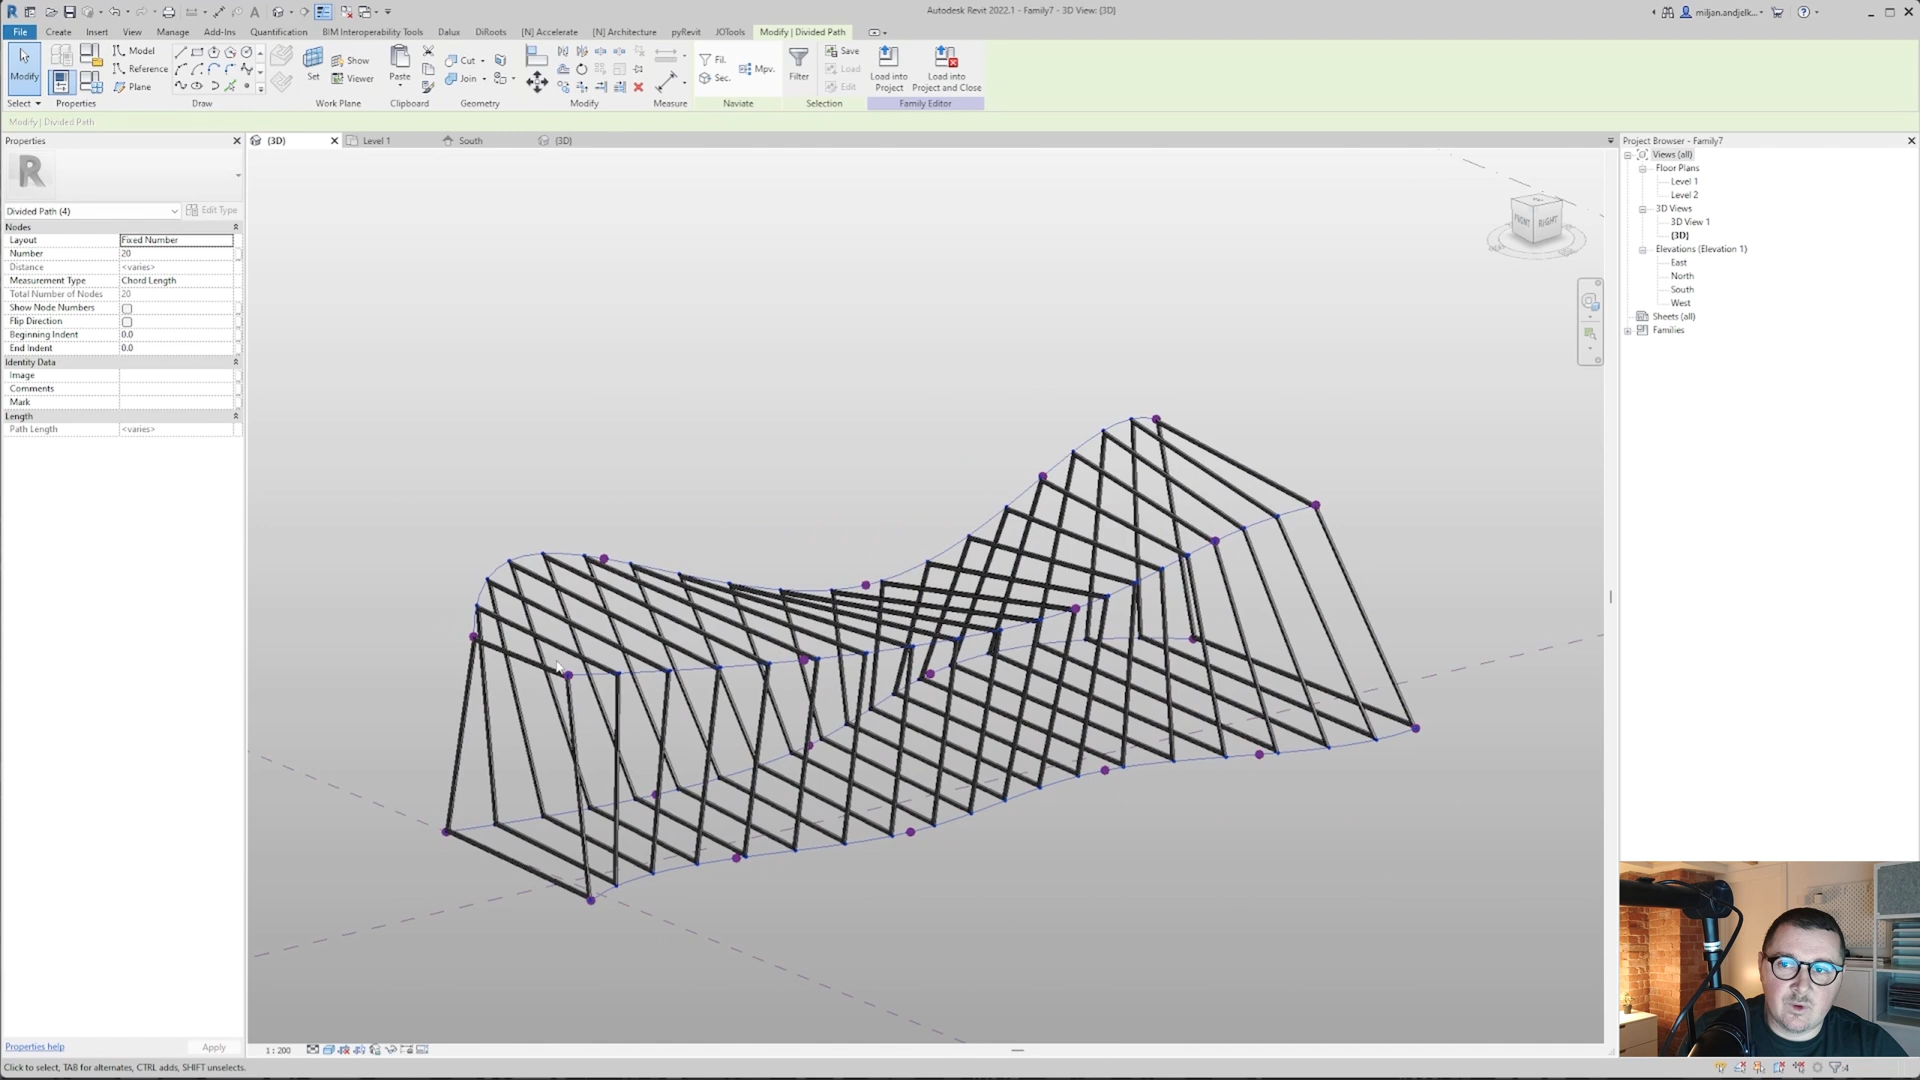 Autodesk Revit 2022.1 - Family7 - 3D View: {3D}
miljan.andjelk...
File Create Insert View Manage Add-Ins Quantification BIM Interoperability Tools Dalux DiRoots [N] Accelerate [N] Architecture pyRevit JOTools Modify | Divided Path
Modify
Model
Reference
Plane
Set
Show
Viewer
Paste
Cut
Join
Fil.
Sec.
Mpv.
Filter
Save
Load
Edit
Load into Project
Load into Project and Close
Select Properties Draw Work Plane Clipboard Geometry Modify Measure Naviate Selection Family Editor
Modify | Divided Path
Properties
{3D} Level 1 South {3D}
Project Browser - Family7
R
Divided Path (4) Edit Type
Nodes
Layout Fixed Number
Number 20
Distance <varies>
Measurement Type Chord Length
Total Number of Nodes 20
Show Node Numbers
Flip Direction
Beginning Indent 0.0
End Indent 0.0
Identity Data
Image
Comments
Mark
Length
Path Length <varies>
Views (all)
Floor Plans
Level 1
Level 2
3D Views
3D View 1
{3D}
Elevations (Elevation 1)
East
North
South
West
Sheets (all)
Families
FRONT RIGHT
Properties help Apply
1 : 200
Click to select, TAB for alternates, CTRL adds, SHIFT unselects.
:4